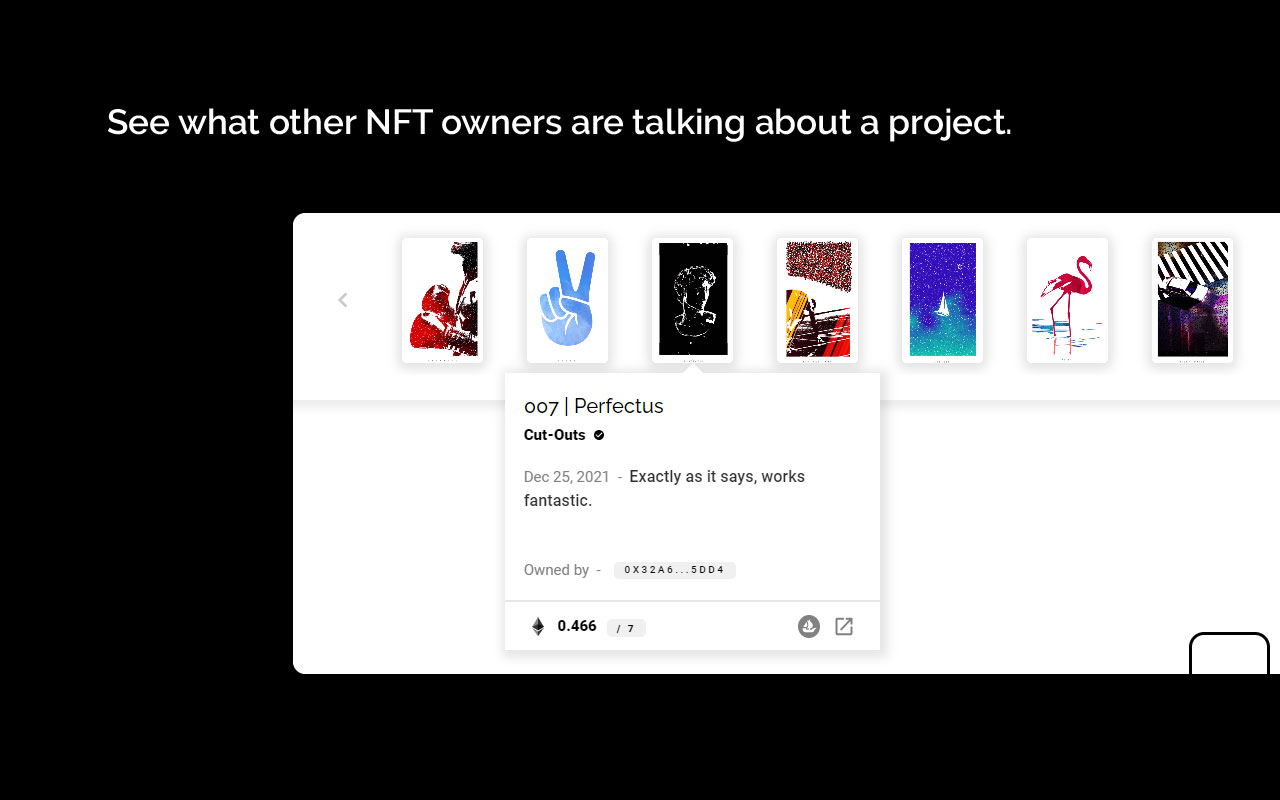 See what other NFT owners are talking about a project.
007 | Perfectus
Cut-Outs
Dec 25, 2021 - Exactly as it says, works
fantastic.
Owned by - 0X32A6...5DD4
0.466 / 7